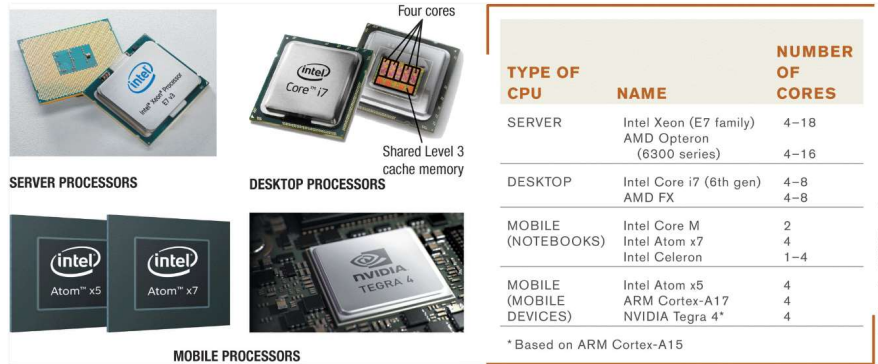 Four cores
intel
Intel® Xeon® Processor
E7 v3
intel
Core™ i7
Shared Level 3
cache memory
SERVER PROCESSORS
DESKTOP PROCESSORS
intel
Atom™ x5
intel
Atom™ x7
NVIDIA
TEGRA 4
MOBILE PROCESSORS
TYPE OF CPU NAME NUMBER OF CORES
SERVER Intel Xeon (E7 family) 4–18
AMD Opteron
(6300 series) 4–16
DESKTOP Intel Core i7 (6th gen) 4–8
AMD FX 4–8
MOBILE Intel Core M 2
(NOTEBOOKS) Intel Atom x7 4
Intel Celeron 1–4
MOBILE Intel Atom x5 4
(MOBILE ARM Cortex-A17 4
DEVICES) NVIDIA Tegra 4* 4
*Based on ARM Cortex-A15